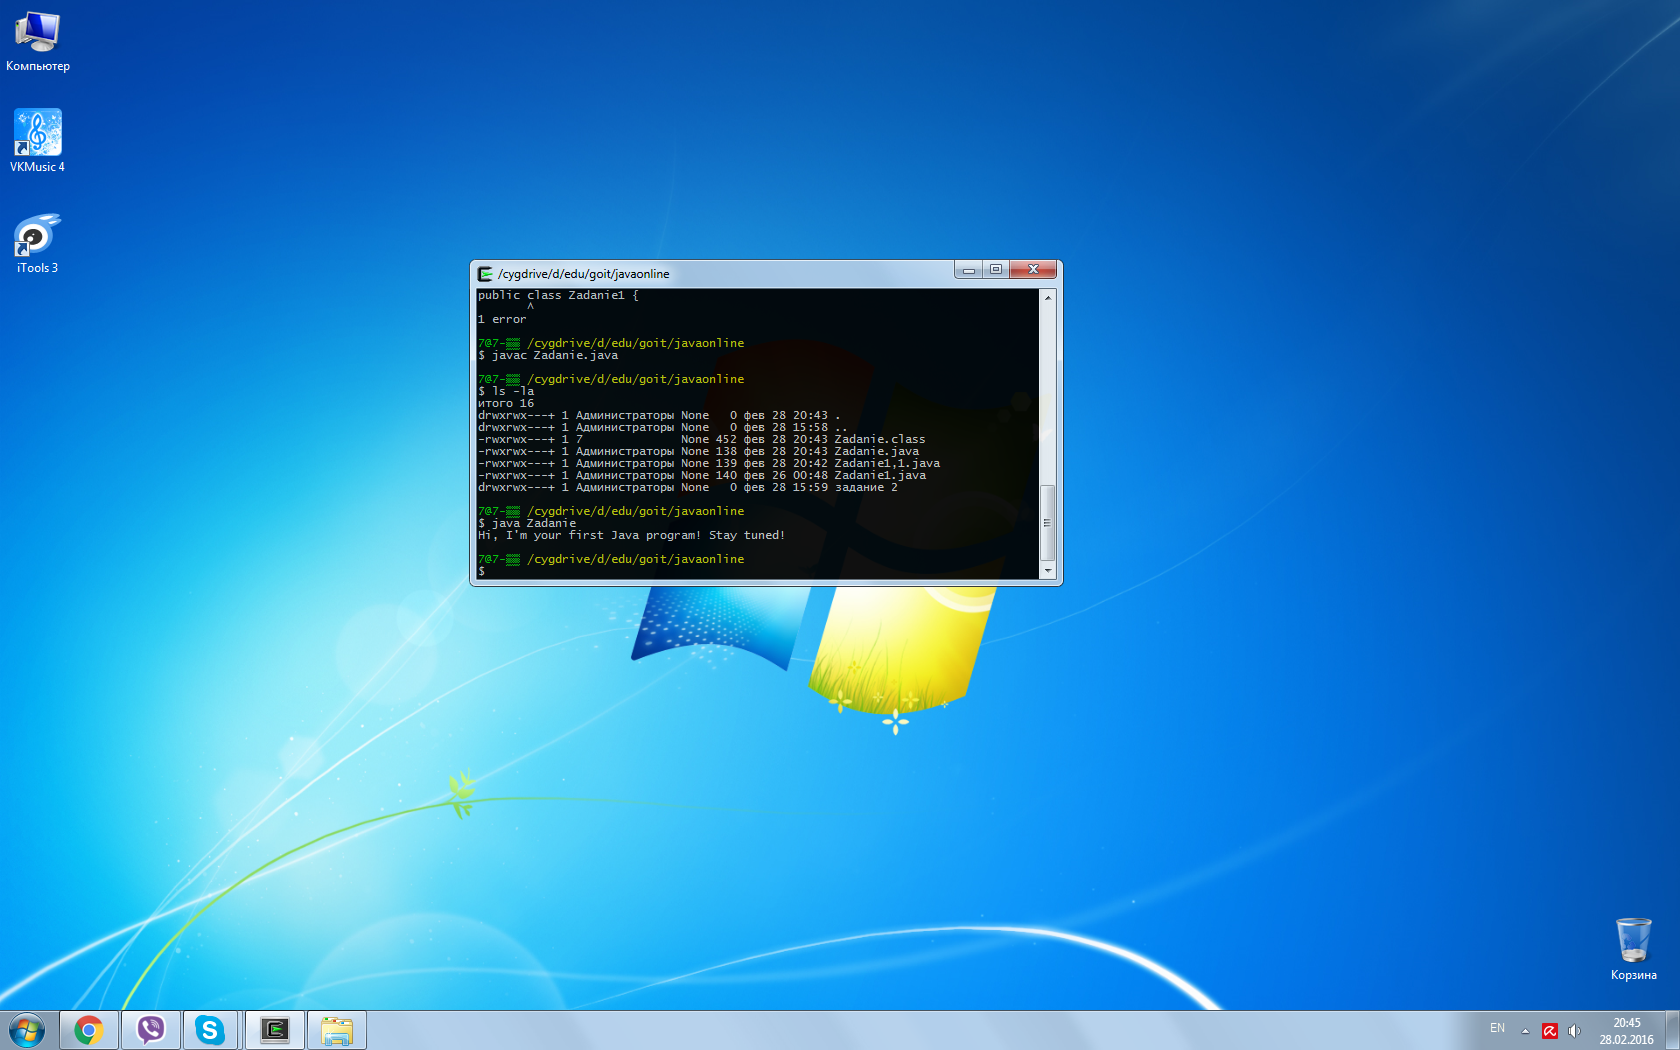 Компьютер
VKMusic 4
iTools 3
/cygdrive/d/edu/goit/javaonline
public class Zadanie1 {
^
1 error
7@7-▒▒ /cygdrive/d/edu/goit/javaonline
$ javac Zadanie.java
7@7-▒▒ /cygdrive/d/edu/goit/javaonline
$ ls -la
итого 16
drwxrwx---+ 1 Администраторы None   0 фев 28 20:43 .
drwxrwx---+ 1 Администраторы None   0 фев 28 15:58 ..
-rwxrwx---+ 1 7              None 452 фев 28 20:43 Zadanie.class
-rwxrwx---+ 1 Администраторы None 138 фев 28 20:43 Zadanie.java
-rwxrwx---+ 1 Администраторы None 139 фев 28 20:42 Zadanie1,1.java
-rwxrwx---+ 1 Администраторы None 140 фев 26 00:48 Zadanie1.java
drwxrwx---+ 1 Администраторы None   0 фев 28 15:59 задание 2
7@7-▒▒ /cygdrive/d/edu/goit/javaonline
$ java Zadanie
Hi, I'm your first Java program! Stay tuned!
7@7-▒▒ /cygdrive/d/edu/goit/javaonline
$
Корзина
EN
20:45
28.02.2016